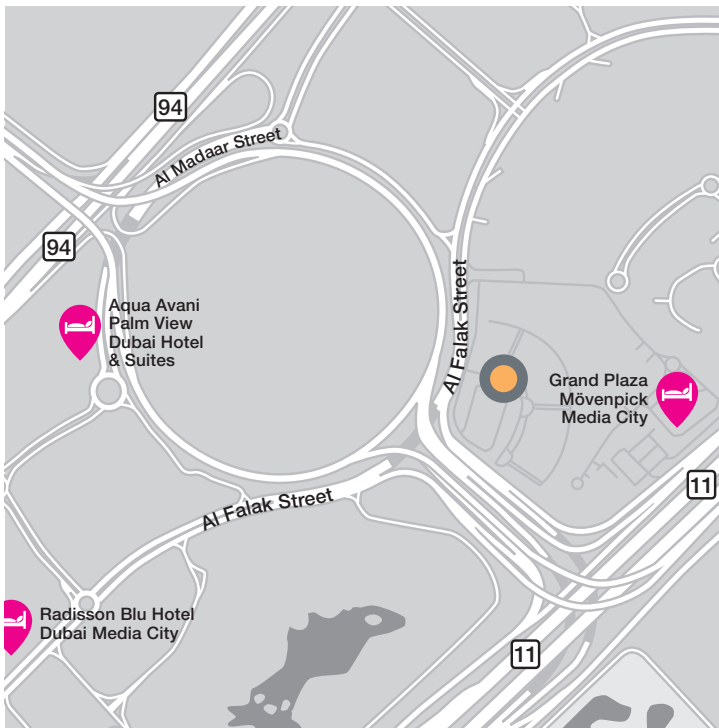 94
Al Madaar Street
94
Aqua Avani
Palm View
Dubai Hotel
& Suites
Al Falak Street
Grand Plaza
Mövenpick
Media City
11
Al Falak Street
Radisson Blu Hotel
Dubai Media City
11